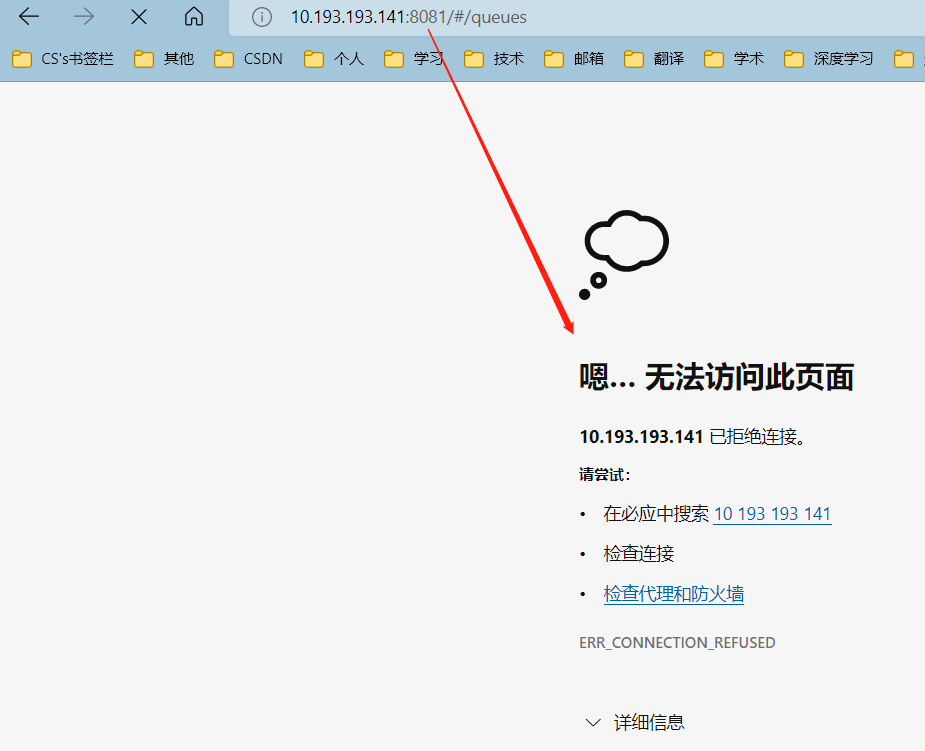 10.193.193.141:8081/#/queues
CS's书签栏 其他 CSDN 个人 学习 技术 邮箱 翻译 学术 深度学习
嗯... 无法访问此页面
10.193.193.141 已拒绝连接。
请尝试：
• 在必应中搜索 10 193 193 141
• 检查连接
• 检查代理和防火墙
ERR_CONNECTION_REFUSED
详细信息